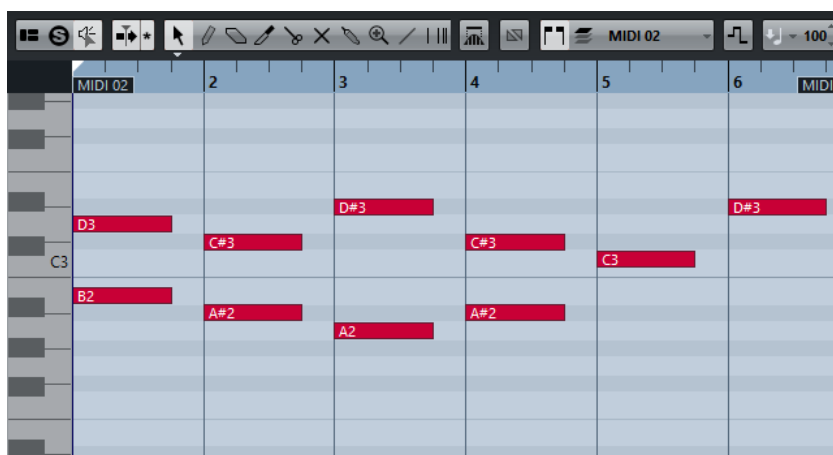 MIDI 02 100
MIDI 02 2 3 4 5 6 MIDI
D#3 D#3
D3
C#3 C#3
C3 C3
B2
A#2 A#2
A2